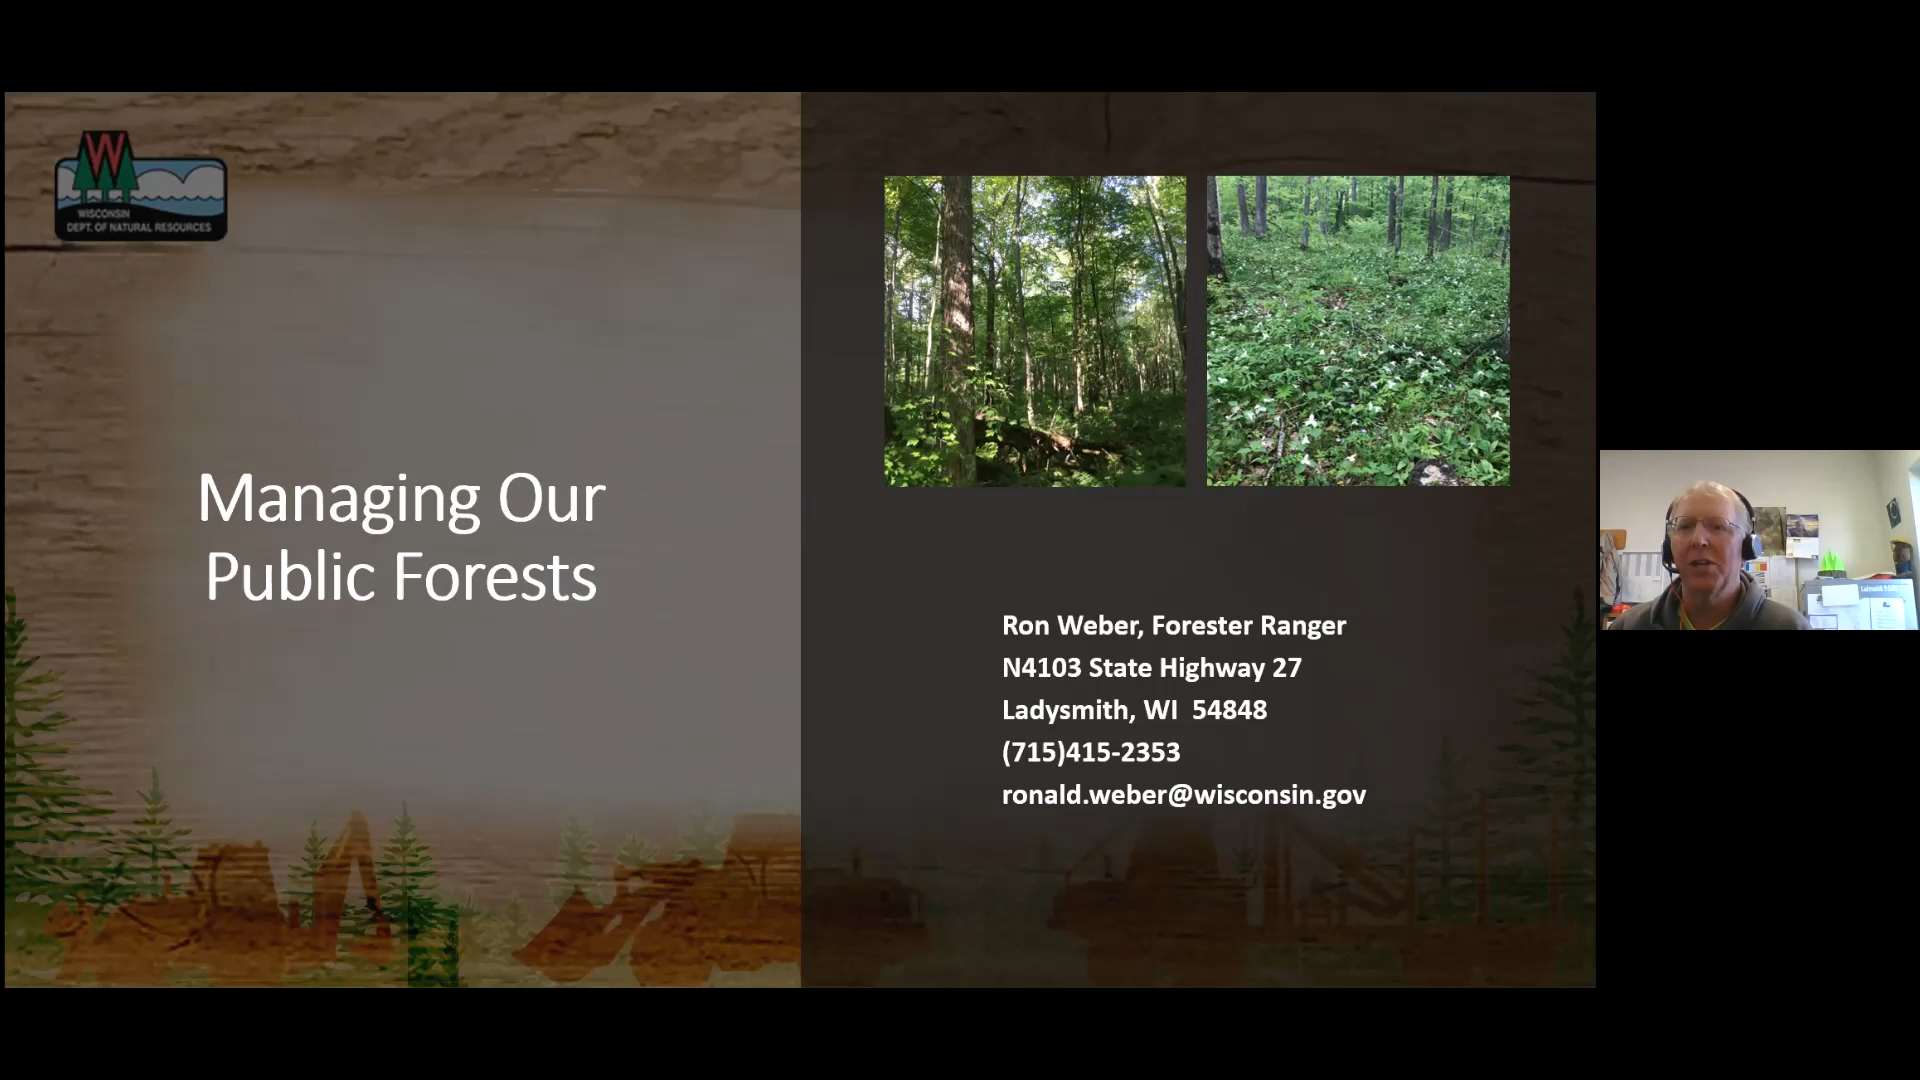 W
WISCONSIN
DEPT. OF NATURAL RESOURCES
Managing Our
Public Forests
Ron Weber, Forester Ranger
N4103 State Highway 27
Ladysmith, WI  54848
(715)415-2353
ronald.weber@wisconsin.gov